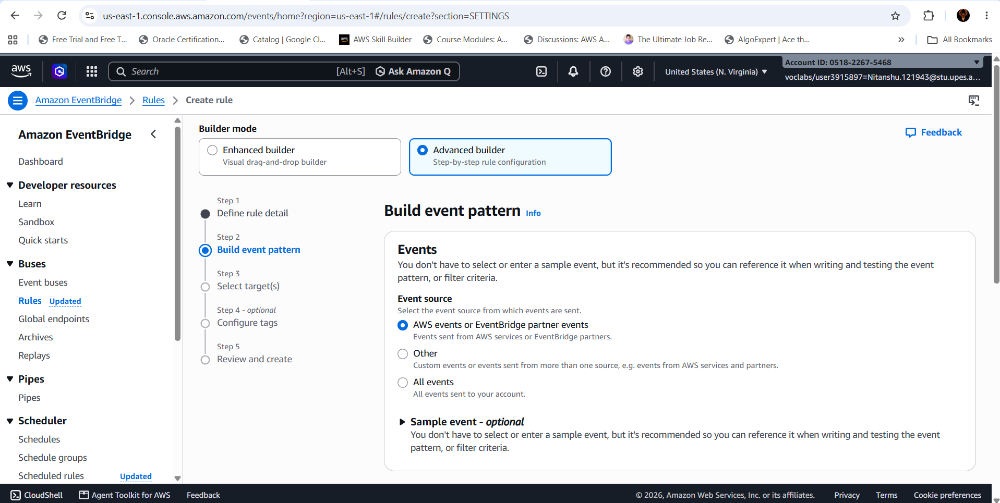 us-east-1.console.aws.amazon.com/events/home?region=us-east-1#/rules/create?section=SETTINGS
Free Trial and Free T...
Oracle Certification...
Catalog | Google Cl...
aws
AWS Skill Builder
Course Modules: A...
Discussions: AWS A...
The Ultimate Job Re...
AlgoExpert | Ace th...
»
All Bookmarks
aws
Search
[Alt+S]
Ask Amazon Q
United States (N. Virginia)
Account ID: 0518-2267-5468
voclabs/user3915897=Nitanshu.121943@stu.upes.a...
Amazon EventBridge
Rules
Create rule
Amazon EventBridge
Dashboard
Developer resources
Learn
Sandbox
Quick starts
Buses
Event buses
Rules Updated
Global endpoints
Archives
Replays
Pipes
Pipes
Scheduler
Schedules
Schedule groups
Scheduled rules Updated
Builder mode
Feedback
Enhanced builder
Visual drag-and-drop builder
Advanced builder
Step-by-step rule configuration
Step 1
Define rule detail
Step 2
Build event pattern
Step 3
Select target(s)
Step 4 - optional
Configure tags
Step 5
Review and create
Build event pattern Info
Events
You don't have to select or enter a sample event, but it's recommended so you can reference it when writing and testing the event
pattern, or filter criteria.
Event source
Select the event source from which events are sent.
AWS events or EventBridge partner events
Events sent from AWS services or EventBridge partners.
Other
Custom events or events sent from more than one source, e.g. events from AWS services and partners.
All events
All events sent to your account.
Sample event - optional
You don't have to select or enter a sample event, but it's recommended so you can reference it when writing and testing the event
pattern, or filter criteria.
CloudShell
Agent Toolkit for AWS
Feedback
© 2026, Amazon Web Services, Inc. or its affiliates.
Privacy
Terms
Cookie preferences